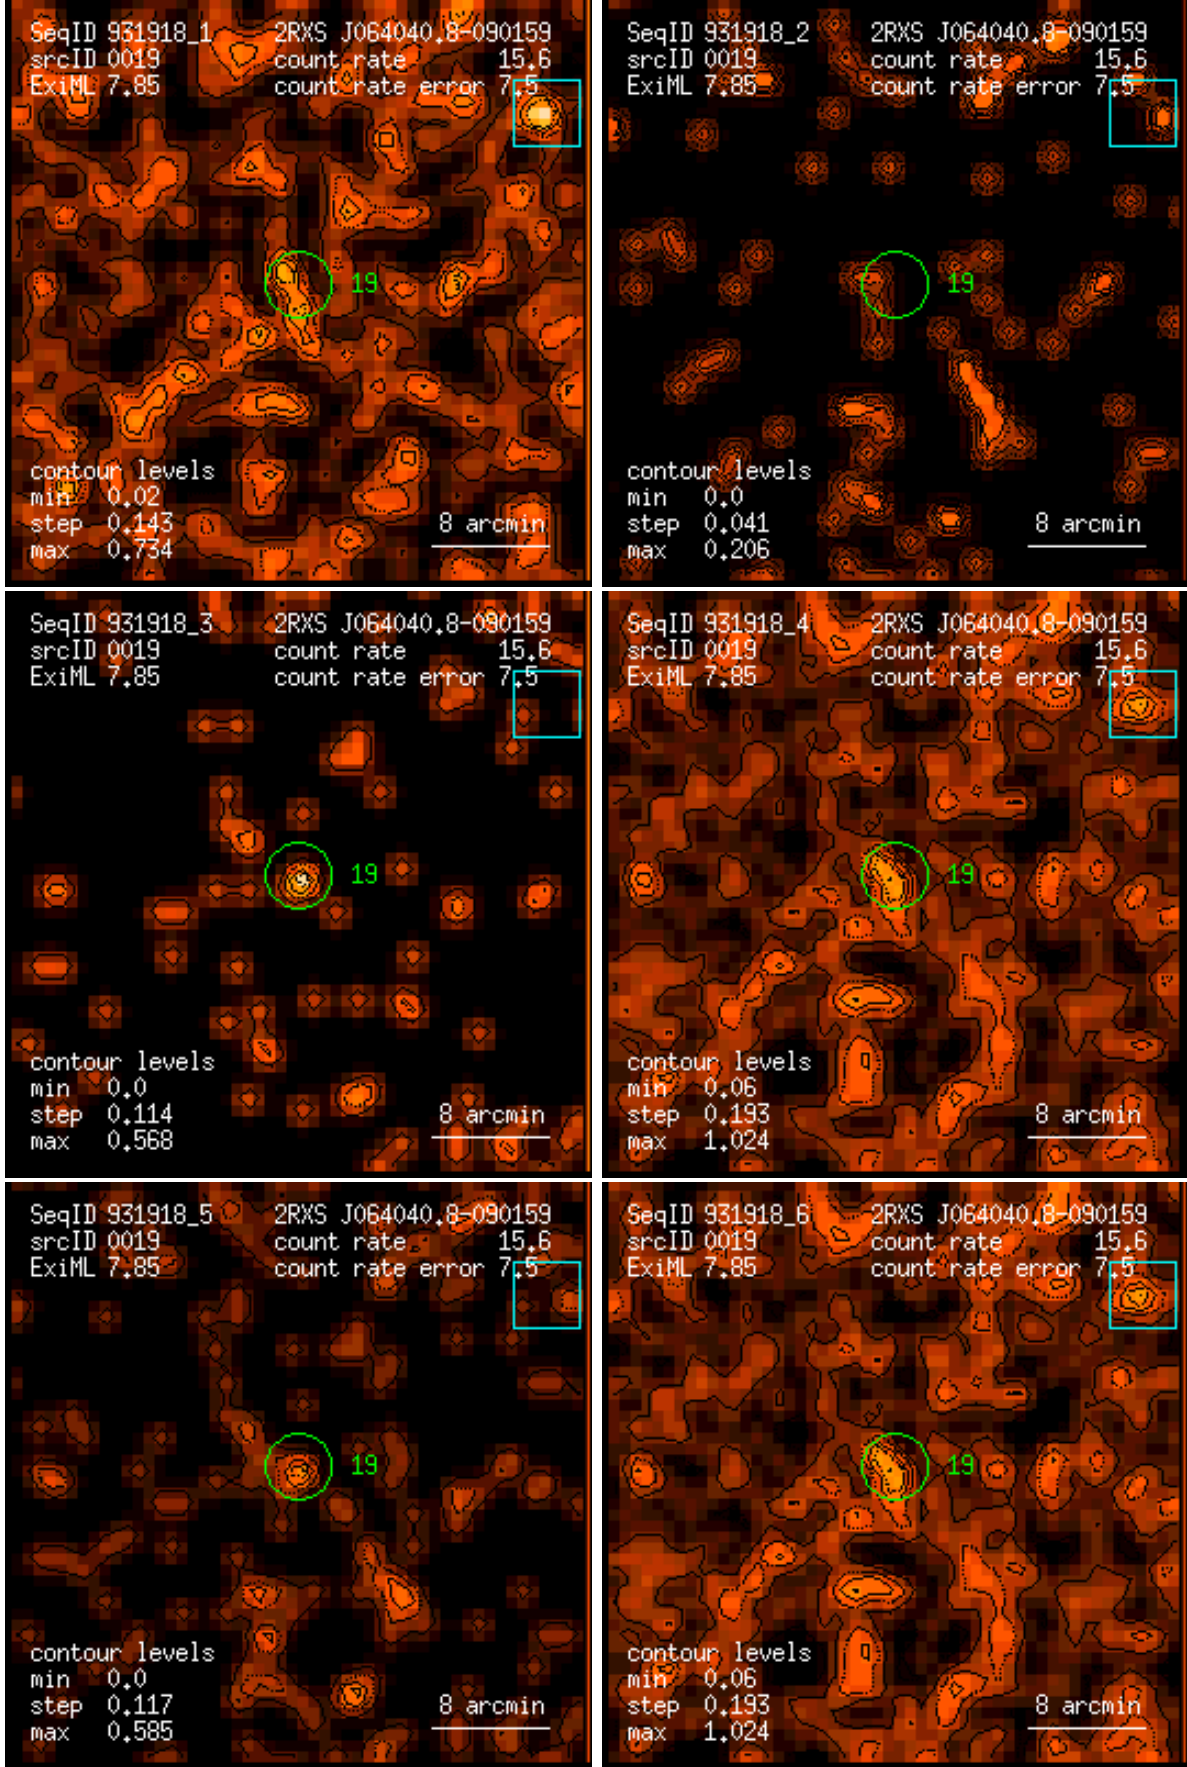 SeqID 931918_1 2RXS J064040.8-090159
srcID 0019 count rate 15.6
ExiML 7.85 count rate error 7.5
19
contour levels
min 0.02
step 0.143 8 arcmin
max 0.734
SeqID 931918_2 2RXS J064040.8-090159
srcID 0019 count rate 15.6
ExiML 7.85 count rate error 7.5
19
contour levels
min 0.0
step 0.041 8 arcmin
max 0.206
SeqID 931918_3 2RXS J064040.8-090159
srcID 0019 count rate 15.6
ExiML 7.85 count rate error 7.5
19
contour levels
min 0.0
step 0.114 8 arcmin
max 0.568
SeqID 931918_4 2RXS J064040.8-090159
srcID 0019 count rate 15.6
ExiML 7.85 count rate error 7.5
19
contour levels
min 0.06
step 0.193 8 arcmin
max 1.024
SeqID 931918_5 2RXS J064040.8-090159
srcID 0019 count rate 15.6
ExiML 7.85 count rate error 7.5
19
contour levels
min 0.0
step 0.117 8 arcmin
max 0.585
SeqID 931918_6 2RXS J064040.8-090159
srcID 0019 count rate 15.6
ExiML 7.85 count rate error 7.5
19
contour levels
min 0.06
step 0.193 8 arcmin
max 1.024